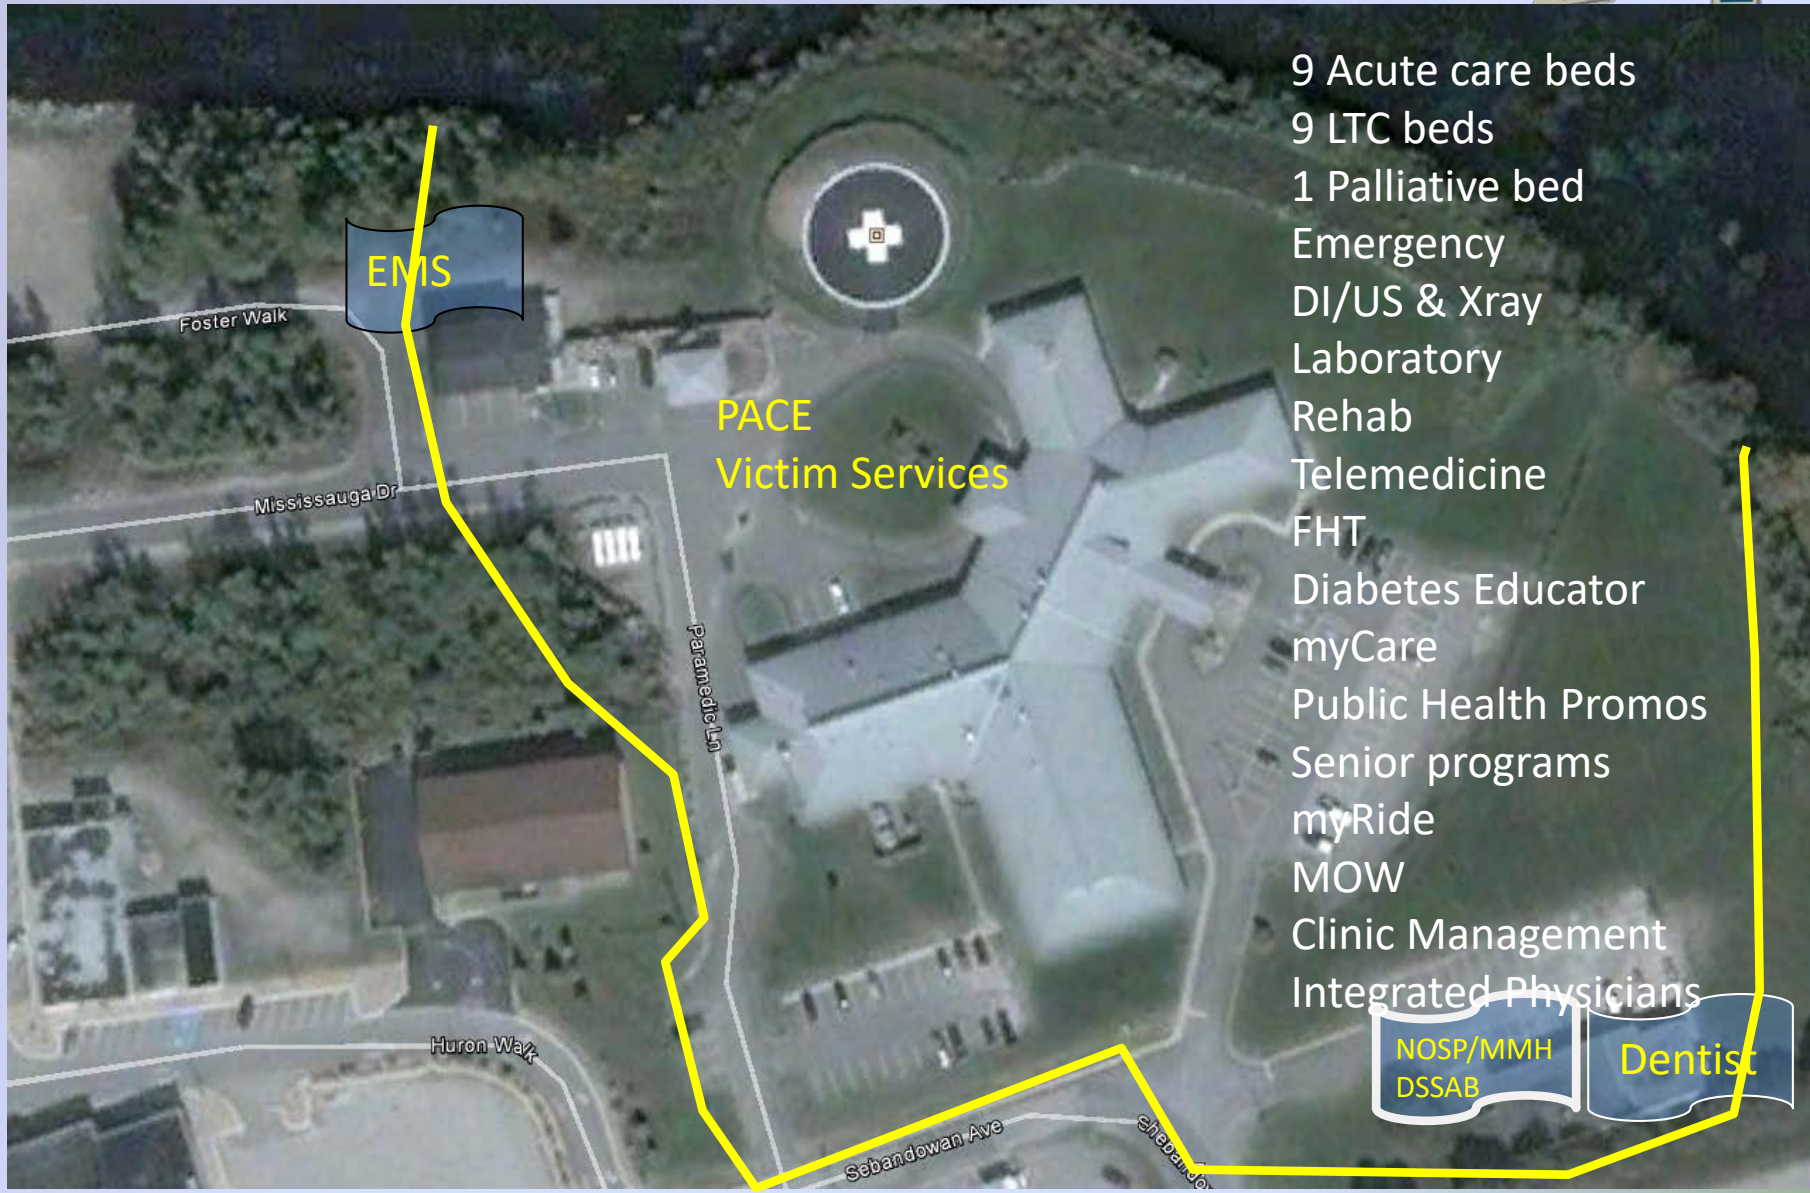 9 Acute care beds
9 LTC beds
1 Palliative bed
Emergency
DI/US & Xray
Laboratory
Rehab
Telemedicine
FHT
Diabetes Educator
myCare
Public Health Promos
Senior programs
myRide
MOW
Clinic Management
Integrated Physicians
EMS
Foster Walk
PACE
Victim Services
Mississauga Dr
Paramedic Ln
Huron Walk
Sebandowan Ave
NOSP/MMH
DSSAB
Dentist